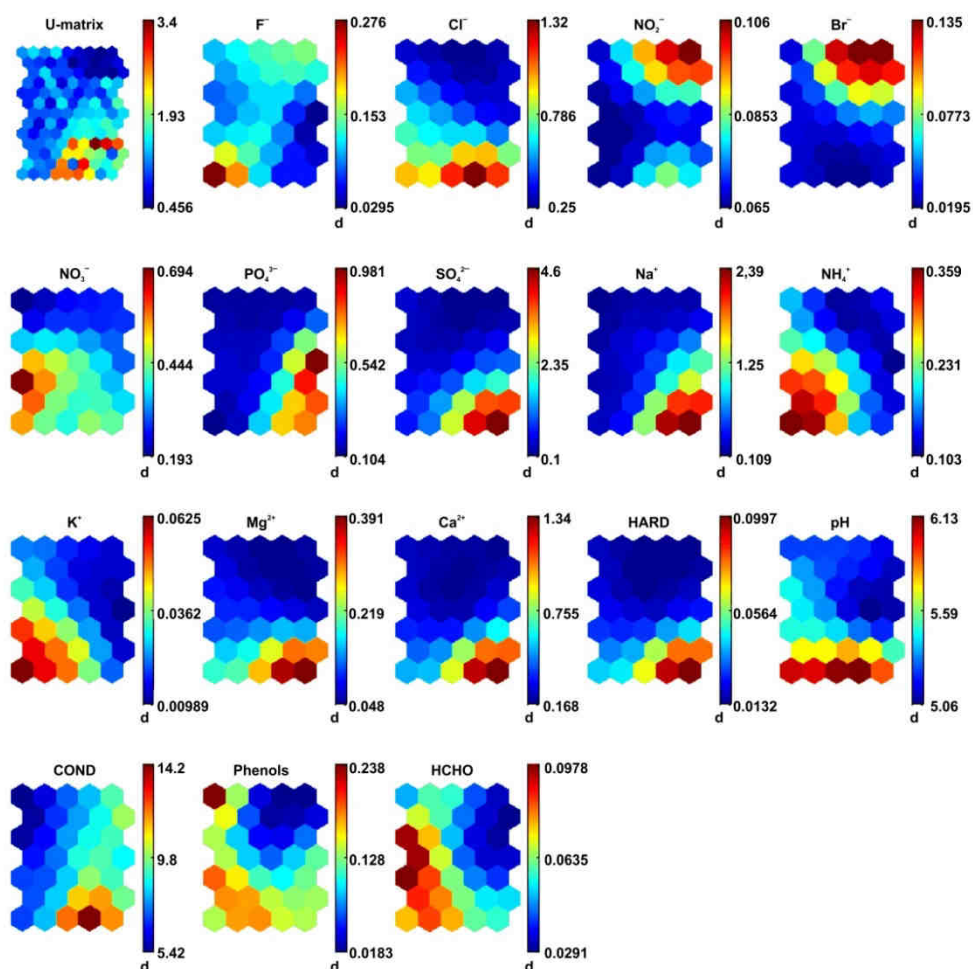 U-matrix F⁻ Cl⁻ NO₂⁻ Br⁻
3.4 0.276 1.32 0.106 0.135
1.93 0.153 0.786 0.0853 0.0773
0.456 0.0295 0.25 0.065 0.0195
d d d d
NO₃⁻ PO₄³⁻ SO₄²⁻ Na⁺ NH₄⁺
0.694 0.981 4.6 2,39 0.359
0.444 0.542 2.35 1.25 0.231
0.193 0.104 0.1 0.109 0.103
d d d d d
K⁺ Mg²⁺ Ca²⁺ HARD pH
0.0625 0.391 1.34 0.0997 6.13
0.0362 0.219 0.755 0.0564 5.59
0.00989 0.048 0.168 0.0132 5.06
d d d d d
COND Phenols HCHO
14.2 0.238 0.0978
9.8 0.128 0.0635
5.42 0.0183 0.0291
d d d